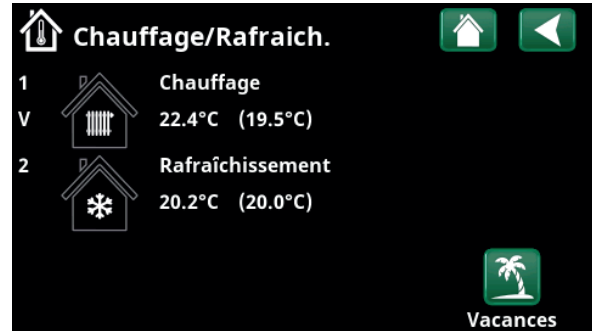 Chauffage/Rafraich.
1 Chauffage
V 22.4°C (19.5°C)
2 Rafraîchissement
20.2°C (20.0°C)
Vacances